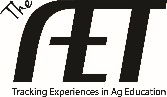 The
AET
Tracking Experiences in Ag Education